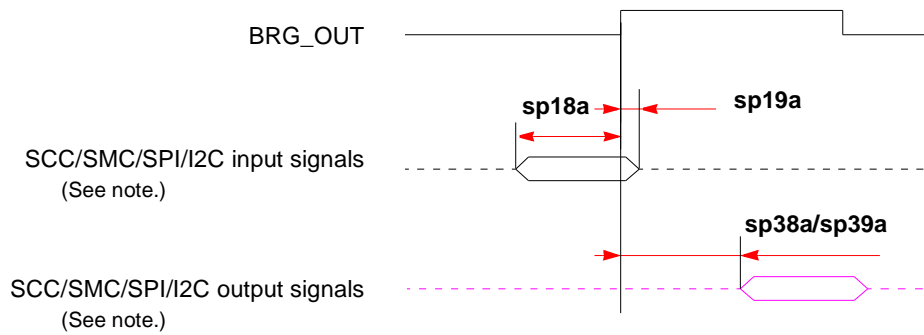 BRG_OUT
sp18a
sp19a
SCC/SMC/SPI/I2C input signals
(See note.)
sp38a/sp39a
SCC/SMC/SPI/I2C output signals
(See note.)